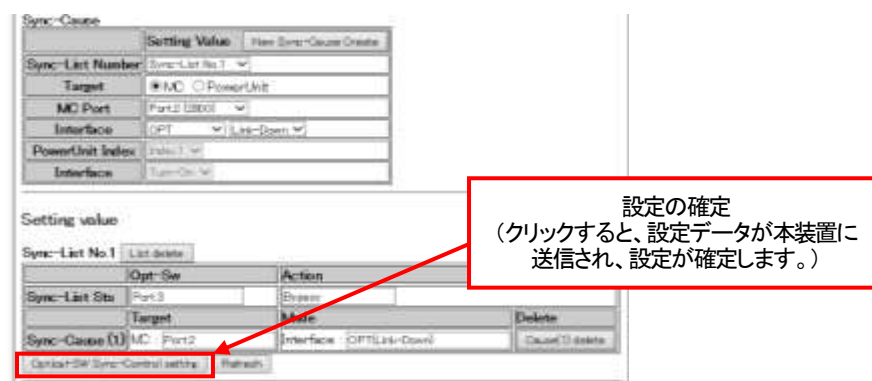 Sync-Cause
Setting Value New Sync-Cause Create
Sync-List Number Sync-List No.1
Target MC PowerUnit
MC Port Port2
Interface OPT Link-Down
PowerUnit Index Index 1
Interface Turn-On
Setting value
設定の確定
（クリックすると、設定データが本装置に
送信され、設定が確定します。）
Sync-List No.1 List delete
Opt-Sw Action
Sync-List Sts Port3 Bypass
Target Mode Delete
Sync-Cause (1) MC Port2 Interface OPT(Link-Down) Cause(1) delete
Optical-SW Sync-Control setting Refresh